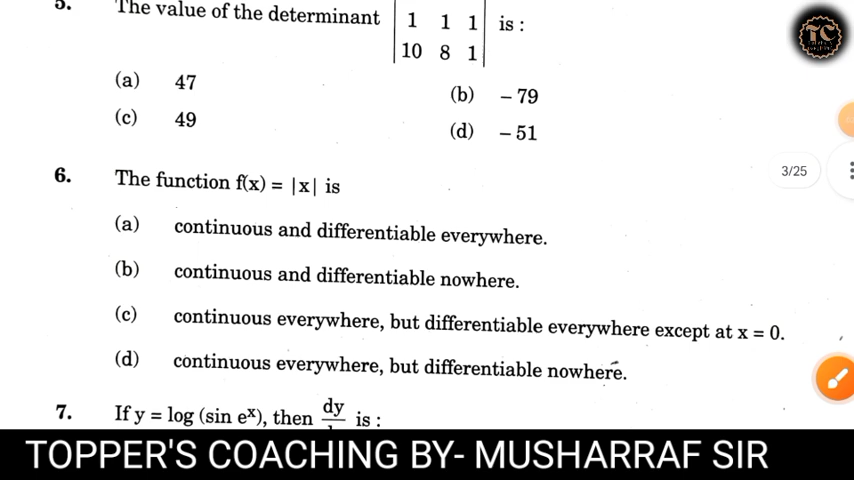 5. The value of the determinant | 1 1 1 | is :
| 10 8 1 |
(a) 47
(b) – 79
(c) 49
(d) – 51
3/25
6. The function f(x) = |x| is
(a) continuous and differentiable everywhere.
(b) continuous and differentiable nowhere.
(c) continuous everywhere, but differentiable everywhere except at x = 0.
(d) continuous everywhere, but differentiable nowhere.
7. If y = log (sin eˣ), then dy/ is :
TOPPER'S COACHING BY- MUSHARRAF SIR
TC